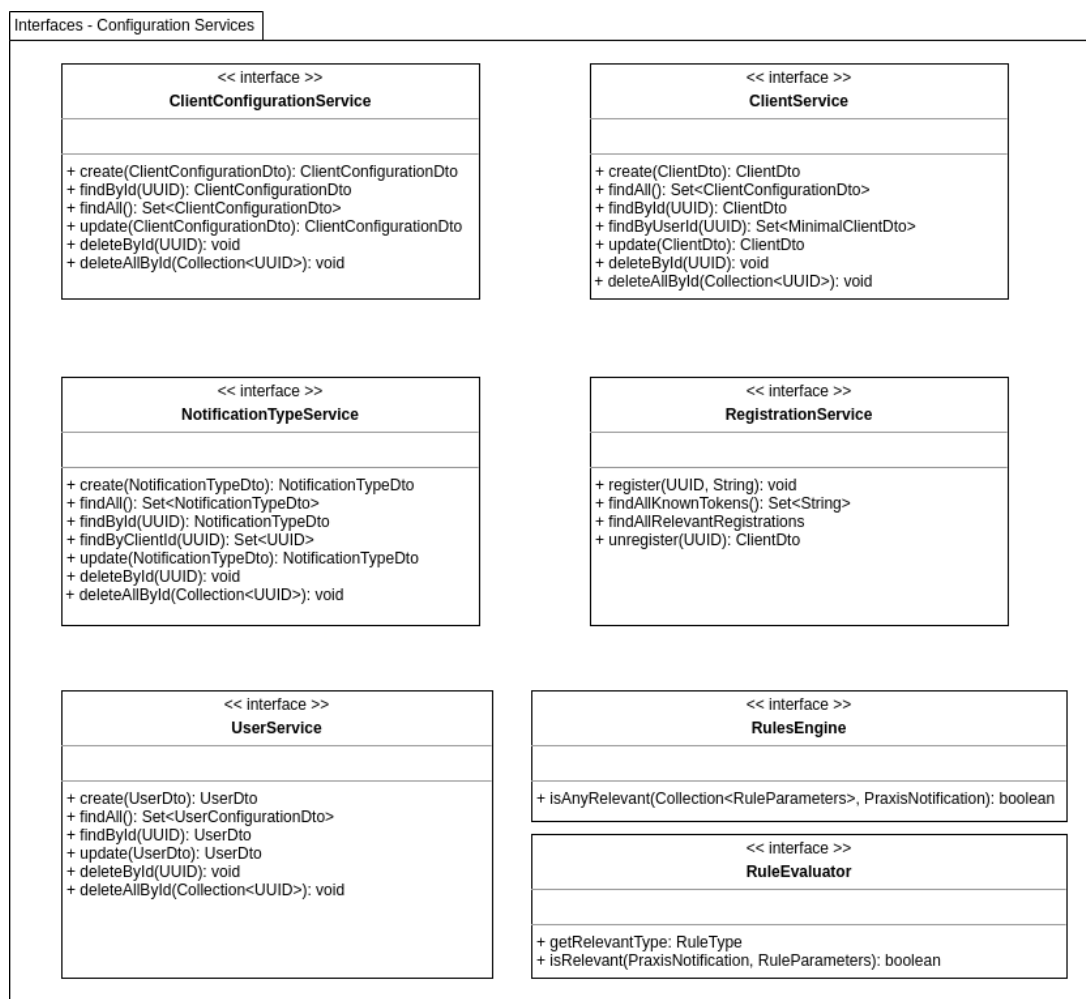 Interfaces - Configuration Services
<< interface >>
ClientConfigurationService
+ create(ClientConfigurationDto): ClientConfigurationDto
+ findById(UUID): ClientConfigurationDto
+ findAll(): Set<ClientConfigurationDto>
+ update(ClientConfigurationDto): ClientConfigurationDto
+ deleteById(UUID): void
+ deleteAllById(Collection<UUID>): void
<< interface >>
ClientService
+ create(ClientDto): ClientDto
+ findAll(): Set<ClientConfigurationDto>
+ findById(UUID): ClientDto
+ findByUserId(UUID): Set<MinimalClientDto>
+ update(ClientDto): ClientDto
+ deleteById(UUID): void
+ deleteAllById(Collection<UUID>): void
<< interface >>
NotificationTypeService
+ create(NotificationTypeDto): NotificationTypeDto
+ findAll(): Set<NotificationTypeDto>
+ findById(UUID): NotificationTypeDto
+ findByClientId(UUID): Set<UUID>
+ update(NotificationTypeDto): NotificationTypeDto
+ deleteById(UUID): void
+ deleteAllById(Collection<UUID>): void
<< interface >>
RegistrationService
+ register(UUID, String): void
+ findAllKnownTokens(): Set<String>
+ findAllRelevantRegistrations
+ unregister(UUID): ClientDto
<< interface >>
UserService
+ create(UserDto): UserDto
+ findAll(): Set<UserConfigurationDto>
+ findById(UUID): UserDto
+ update(UserDto): UserDto
+ deleteById(UUID): void
+ deleteAllById(Collection<UUID>): void
<< interface >>
RulesEngine
+ isAnyRelevant(Collection<RuleParameters>, PraxisNotification): boolean
<< interface >>
RuleEvaluator
+ getRelevantType: RuleType
+ isRelevant(PraxisNotification, RuleParameters): boolean